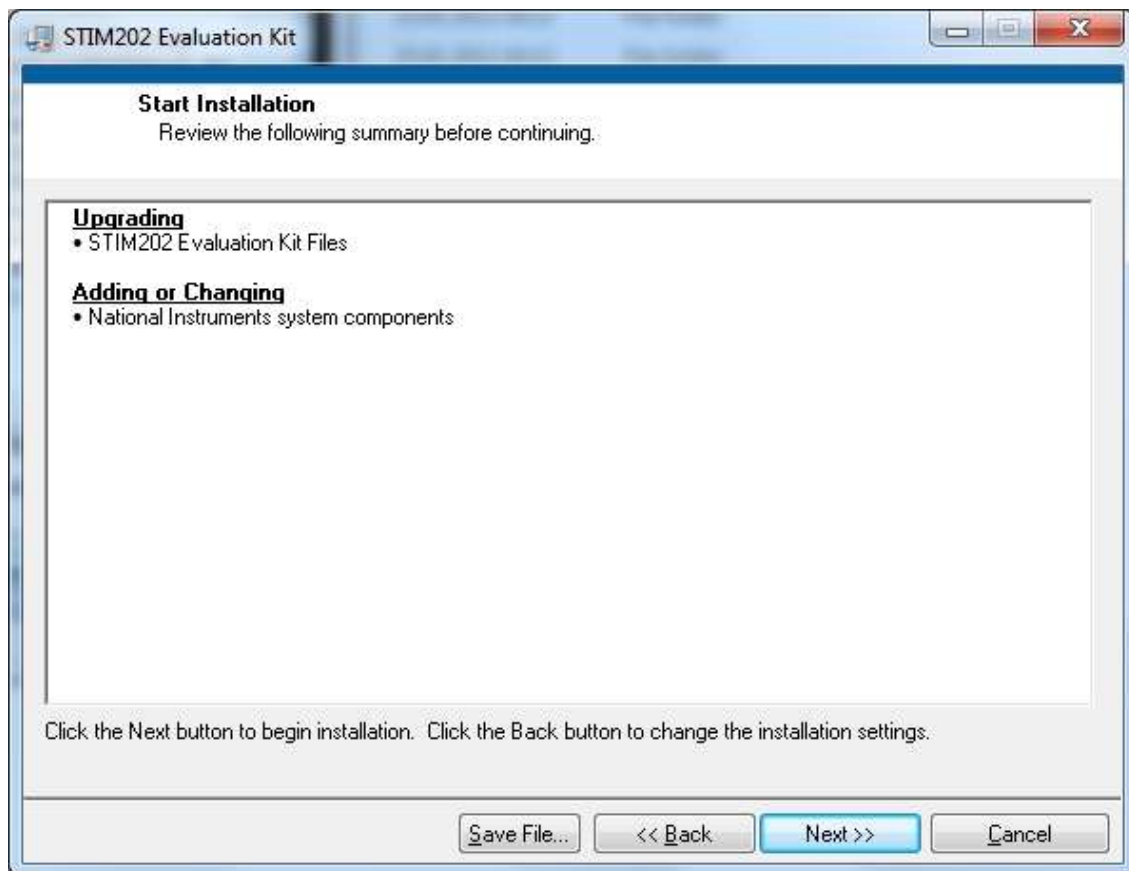 STIM202 Evaluation Kit
Start Installation
Review the following summary before continuing.
Upgrading
• STIM202 Evaluation Kit Files
Adding or Changing
• National Instruments system components
Click the Next button to begin installation.  Click the Back button to change the installation settings.
Save File... << Back Next >> Cancel